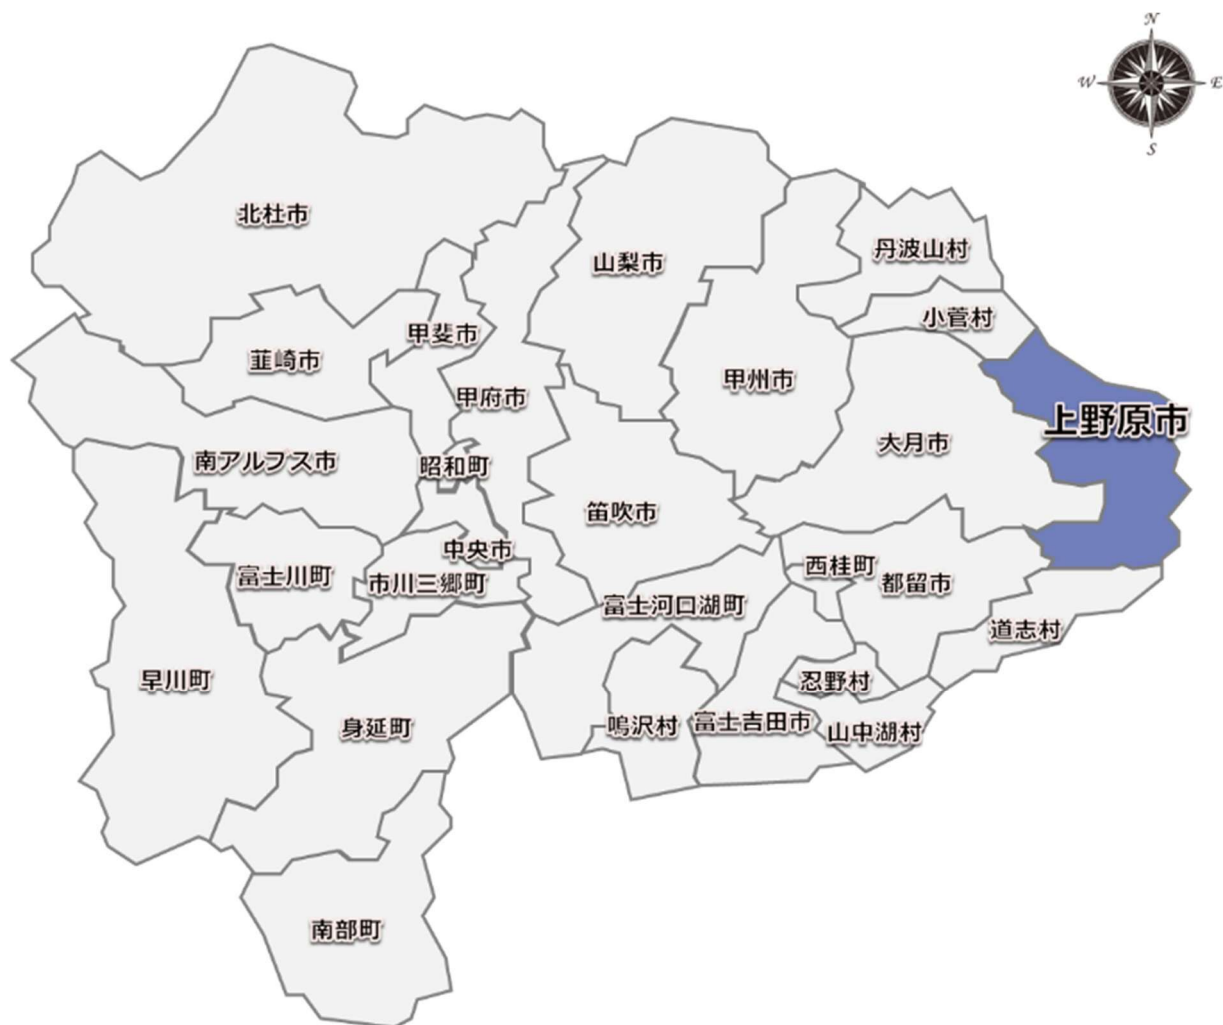 N
W
E
S
北杜市
山梨市
丹波山村
小菅村
甲斐市
韮崎市
甲州市
甲府市
上野原市
大月市
南アルプス市
昭和町
笛吹市
中央市
西桂町
富士川町
市川三郷町
都留市
富士河口湖町
道志村
早川町
忍野村
身延町
鳴沢村
富士吉田市
山中湖村
南部町